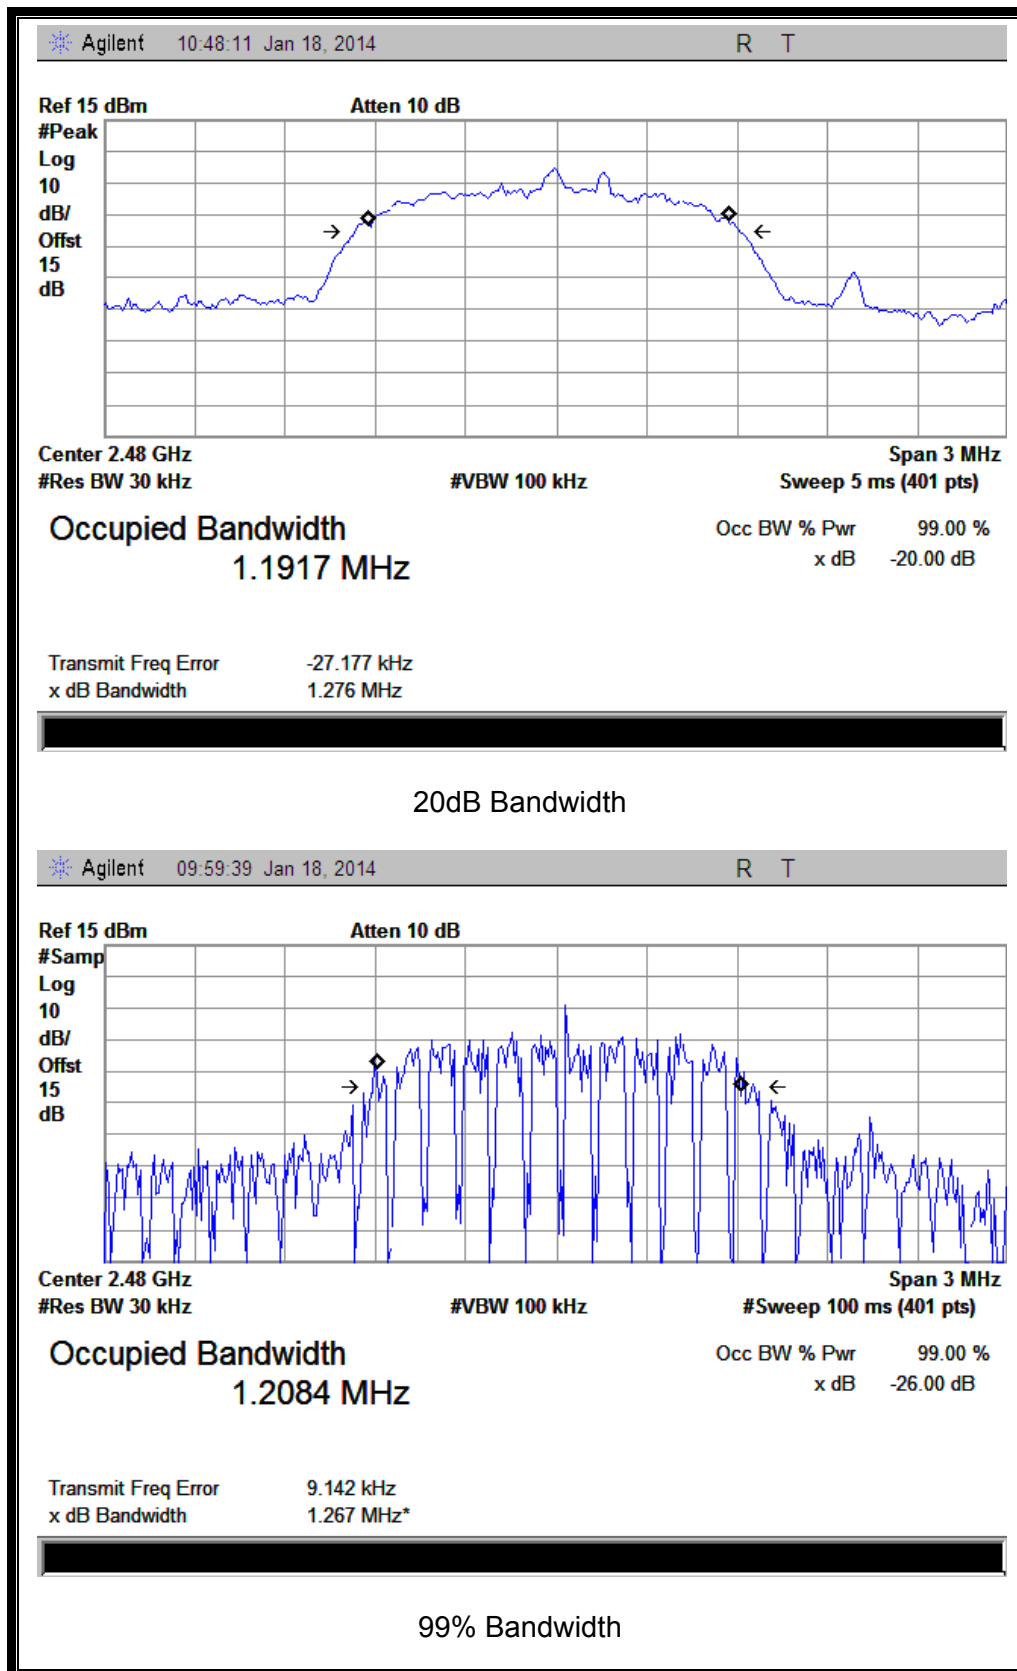 Agilent 10:48:11 Jan 18, 2014 R T
Ref 15 dBm Atten 10 dB
#Peak
Log
10
dB/
Offst
15
dB
Center 2.48 GHz Span 3 MHz
#Res BW 30 kHz #VBW 100 kHz Sweep 5 ms (401 pts)
Occupied Bandwidth Occ BW % Pwr 99.00 %
1.1917 MHz x dB -20.00 dB
Transmit Freq Error -27.177 kHz
x dB Bandwidth 1.276 MHz
20dB Bandwidth
Agilent 09:59:39 Jan 18, 2014 R T
Ref 15 dBm Atten 10 dB
#Samp
Log
10
dB/
Offst
15
dB
Center 2.48 GHz Span 3 MHz
#Res BW 30 kHz #VBW 100 kHz #Sweep 100 ms (401 pts)
Occupied Bandwidth Occ BW % Pwr 99.00 %
1.2084 MHz x dB -26.00 dB
Transmit Freq Error 9.142 kHz
x dB Bandwidth 1.267 MHz*
99% Bandwidth